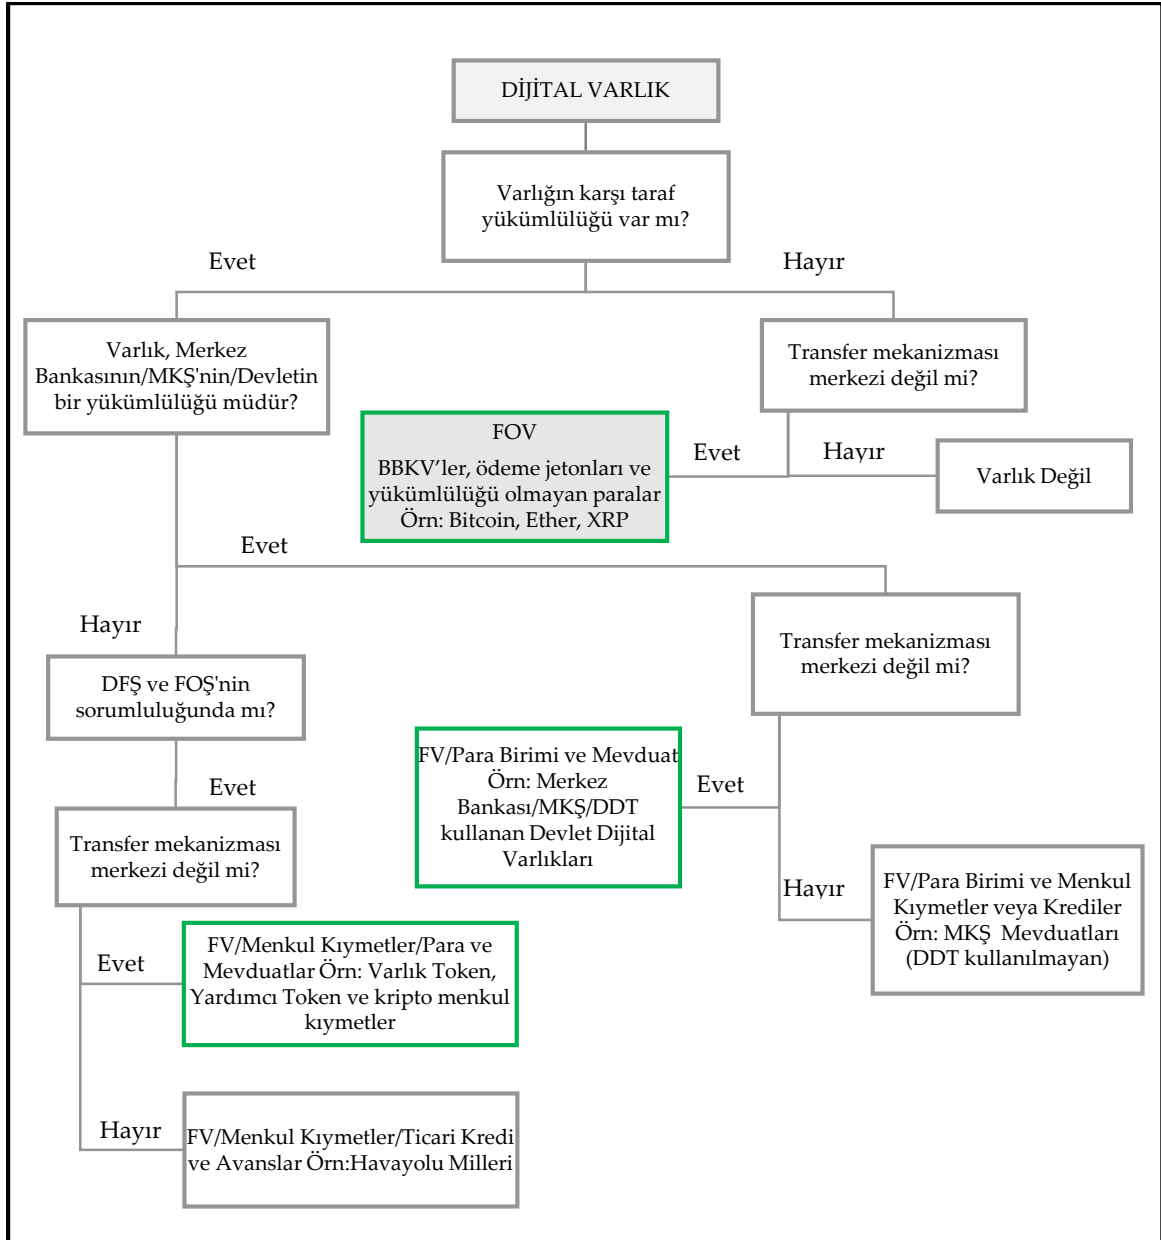 DİJİTAL VARLIK
Varlığın karşı taraf
yükümlülüğü var mı?
Evet
Hayır
Varlık, Merkez
Bankasının/MKŞ'nin/Devletin
bir yükümlülüğü müdür?
Transfer mekanizması
merkezi değil mi?
FOV
BBKV’ler, ödeme jetonları ve
yükümlülüğü olmayan paralar
Örn: Bitcoin, Ether, XRP
Evet
Hayır
Varlık Değil
Evet
Hayır
Transfer mekanizması
merkezi değil mi?
DFŞ ve FOŞ'nin
sorumluluğunda mı?
FV/Para Birimi ve Mevduat
Örn: Merkez
Bankası/MKŞ/DDT
kullanan Devlet Dijital
Varlıkları
Evet
Evet
Transfer mekanizması
merkezi değil mi?
Hayır
FV/Para Birimi ve Menkul
Kıymetler veya Krediler
Örn: MKŞ Mevduatları
(DDT kullanılmayan)
Evet
FV/Menkul Kıymetler/Para ve
Mevduatlar Örn: Varlık Token,
Yardımcı Token ve kripto menkul
kıymetler
Hayır
FV/Menkul Kıymetler/Ticari Kredi
ve Avanslar Örn:Havayolu Milleri